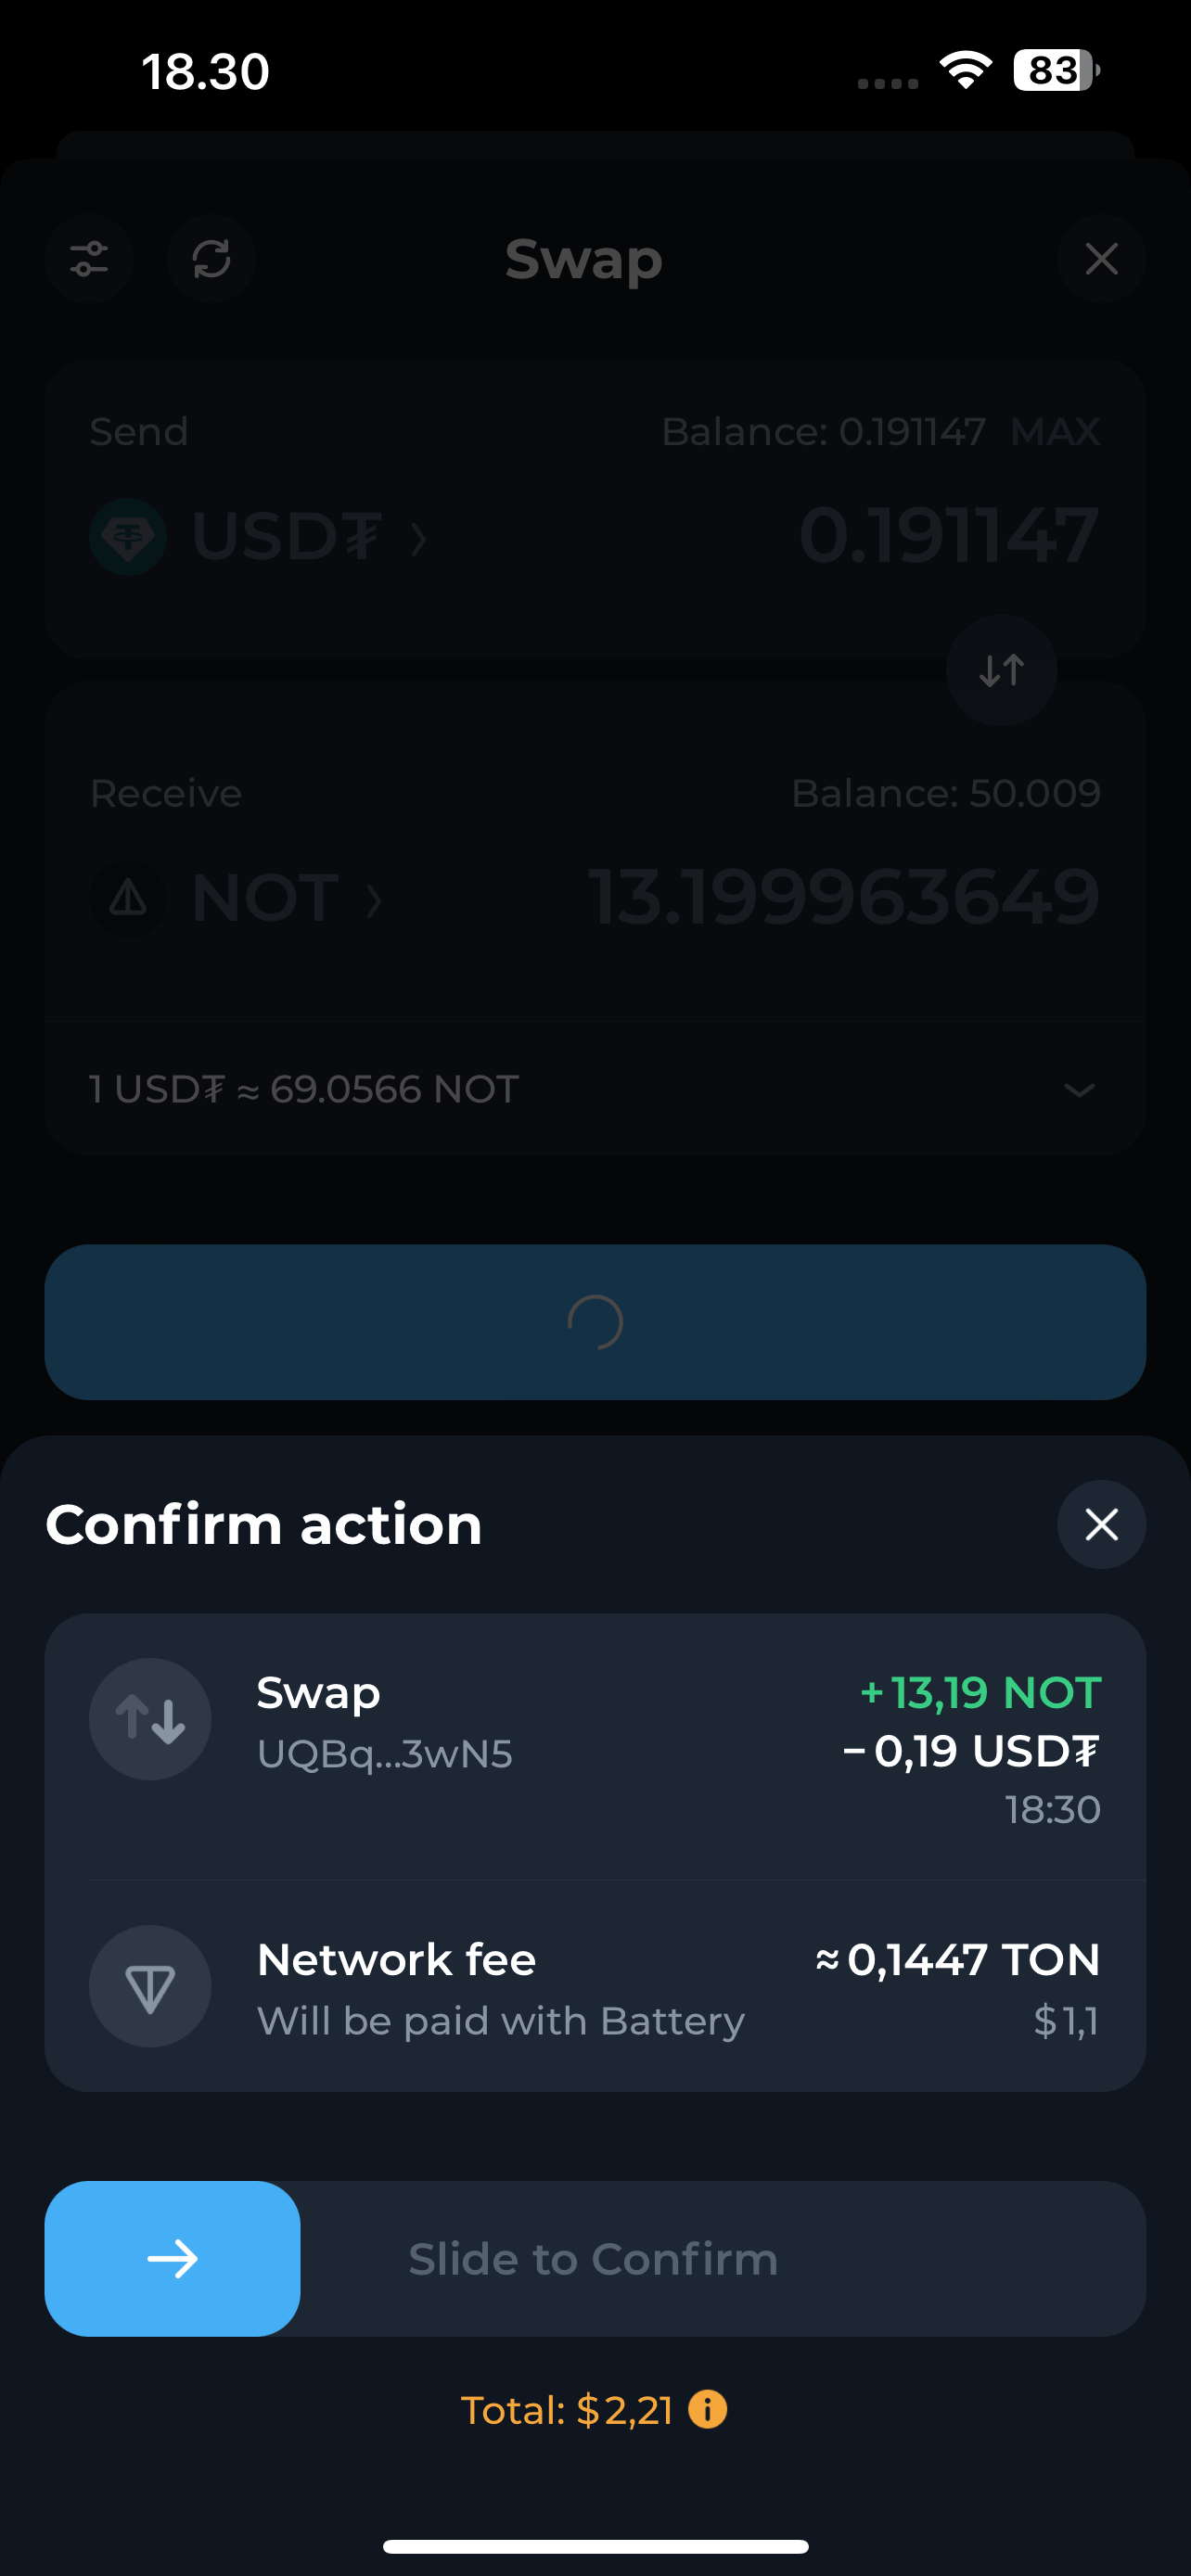 18.30
83
Swap
Send
Balance: 0.191147 MAX
USD₮
0.191147
Receive
Balance: 50.009
NOT
13.199963649
1 USD₮ ≈ 69.0566 NOT
Confirm action
Swap
+ 13,19 NOT
UQBq...3wN5
− 0,19 USD₮
18:30
Network fee
≈ 0,1447 TON
Will be paid with Battery
$ 1,1
Slide to Confirm
Total: $ 2,21